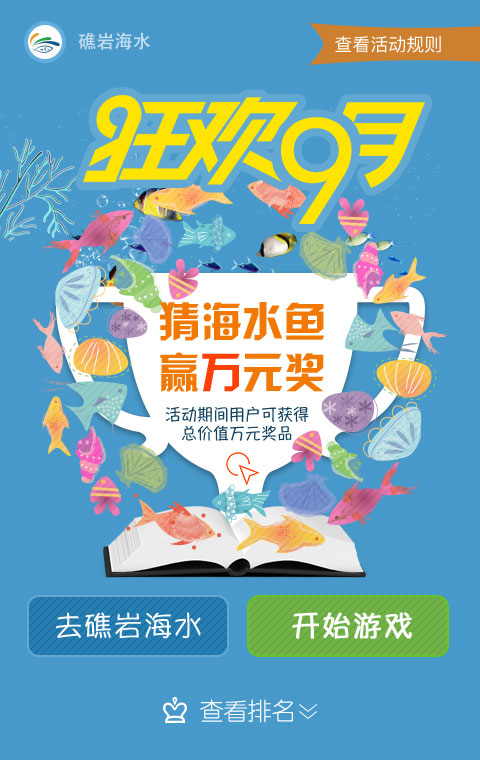 礁岩海水
查看活动规则
狂欢9月
猜海水鱼
赢万元奖
活动期间用户可获得
总价值万元奖品
去礁岩海水
开始游戏
查看排名